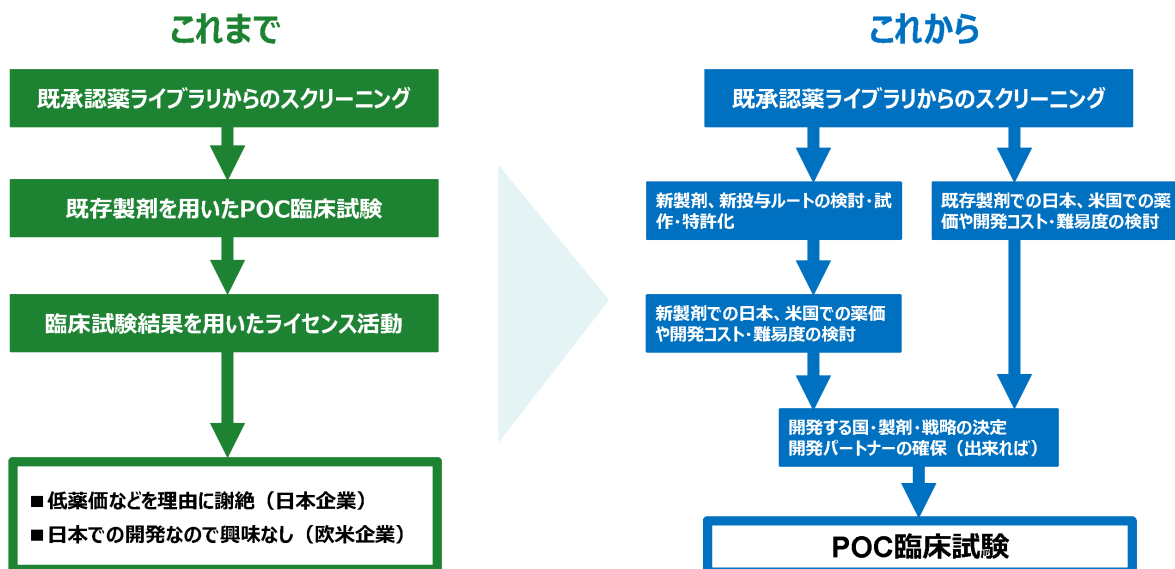 これまで
既承認薬ライブラリからのスクリーニング
既存製剤を用いたPOC臨床試験
臨床試験結果を用いたライセンス活動
■低薬価などを理由に謝絶（日本企業）
■日本での開発なので興味なし（欧米企業）
これから
既承認薬ライブラリからのスクリーニング
新製剤、新投与ルートの検討・試
作・特許化
既存製剤での日本、米国での薬
価や開発コスト・難易度の検討
新製剤での日本、米国での薬価
や開発コスト・難易度の検討
開発する国・製剤・戦略の決定
開発パートナーの確保（出来れば）
POC臨床試験